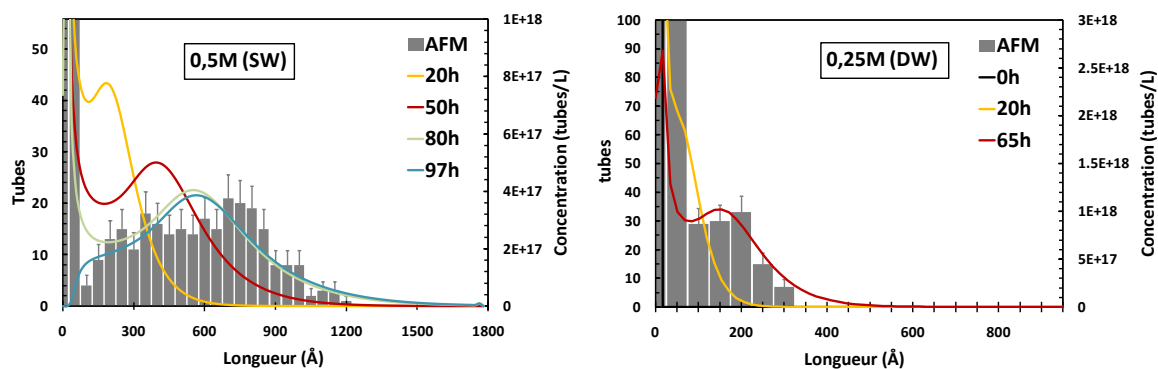 0,5M (SW)
AFM
20h
50h
80h
97h
Tubes
0
10
20
30
40
50
0E+00
2E+17
4E+17
6E+17
8E+17
1E+18
Concentration (tubes/L)
0
300
600
900
1200
1500
1800
Longueur (Å)
0,25M (DW)
AFM
0h
20h
65h
tubes
0
10
20
30
40
50
60
70
80
90
100
0E+00
5E+17
1E+18
1.5E+18
2E+18
2.5E+18
3E+18
Concentration (tubes/L)
0
200
400
600
800
Longueur (Å)